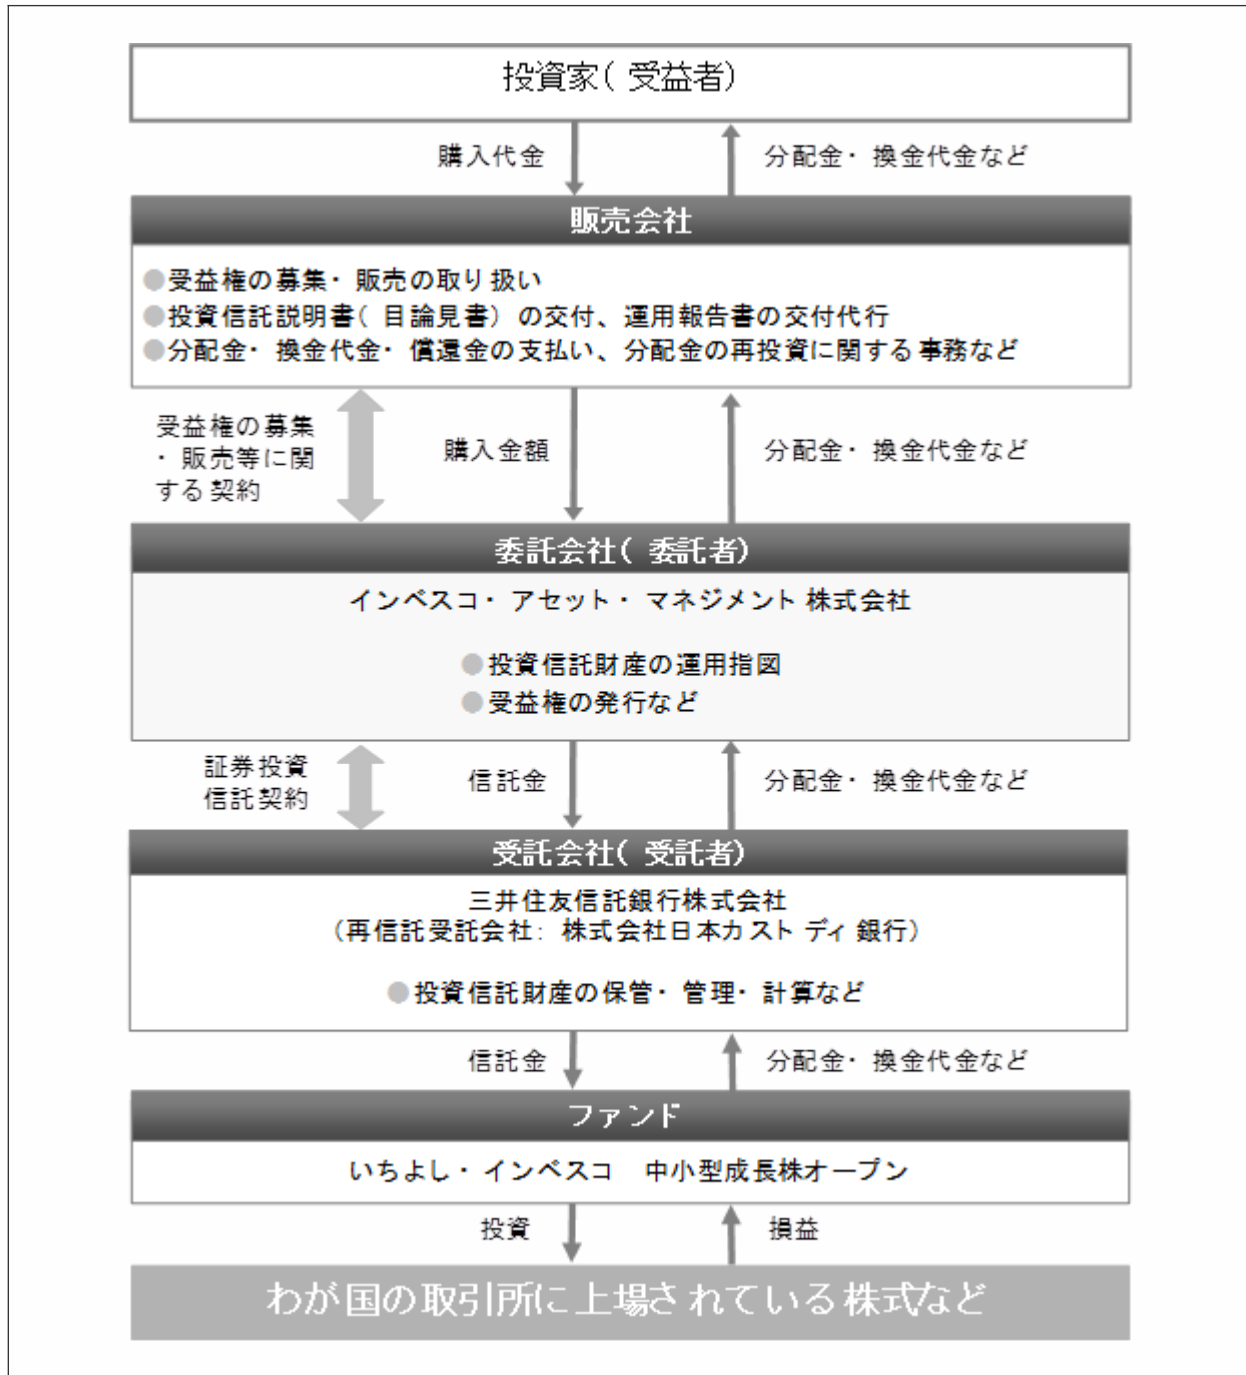 投資家(受益者)
購入代金
分配金・換金代金など
販売会社
●受益権の募集・販売の取り扱い
●投資信託説明書(目論見書)の交付、運用報告書の交付代行
●分配金・換金代金・償還金の支払い、分配金の再投資に関する事務など
受益権の募集
・販売等に関
する契約
購入金額
分配金・換金代金など
委託会社(委託者)
インベスコ・アセット・マネジメント株式会社
●投資信託財産の運用指図
●受益権の発行など
証券投資
信託契約
信託金
分配金・換金代金など
受託会社(受託者)
三井住友信託銀行株式会社
(再信託受託会社:株式会社日本カストディ銀行)
●投資信託財産の保管・管理・計算など
信託金
分配金・換金代金など
ファンド
いちよし・インベスコ 中小型成長株オープン
投資
損益
わが国の取引所に上場されている株式など